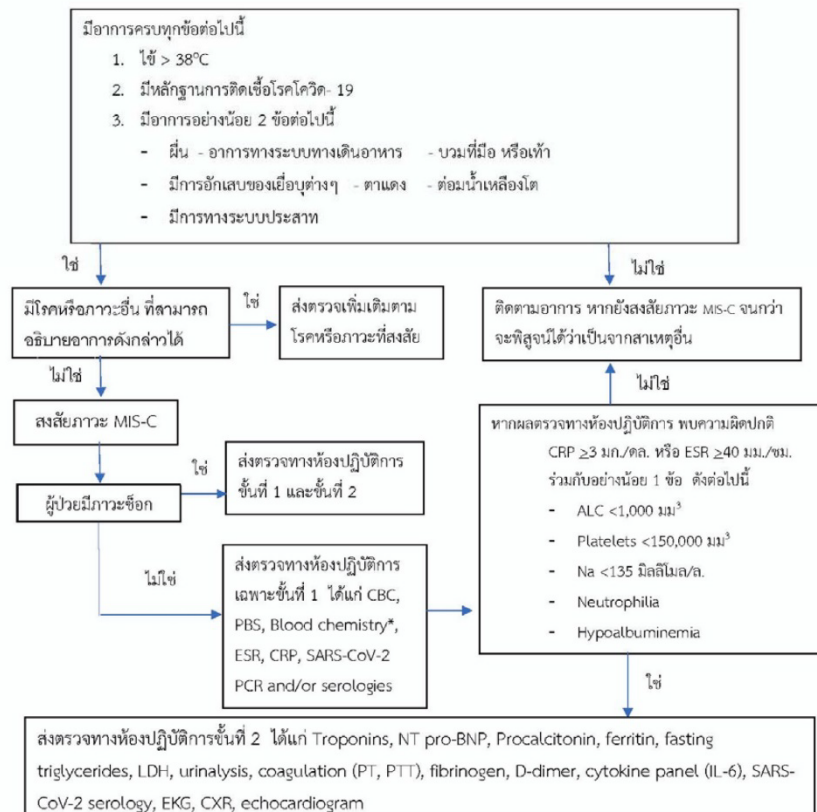 มีอาการครบทุกข้อต่อไปนี้
1. ไข้ > 38⁰C
2. มีหลักฐานการติดเชื้อโรคโควิด- 19
3. มีอาการอย่างน้อย 2 ข้อต่อไปนี้
- ผื่น - อาการทางระบบทางเดินอาหาร - บวมที่มือ หรือเท้า
- มีการอักเสบของเยื่อบุต่างๆ - ตาแดง - ต่อมน้ำเหลืองโต
- มีการทางระบบประสาท
ใช่
ไม่ใช่
มีโรคหรือภาวะอื่น ที่สามารถ
อธิบายอาการดังกล่าวได้
ใช่
ส่งตรวจเพิ่มเติมตาม
โรคหรือภาวะที่สงสัย
ติดตามอาการ หากยังสงสัยภาวะ MIS-C จนกว่า
จะพิสูจน์ได้ว่าเป็นจากสาเหตุอื่น
ไม่ใช่
ไม่ใช่
สงสัยภาวะ MIS-C
ผู้ป่วยมีภาวะช็อก
ใช่
ส่งตรวจทางห้องปฏิบัติการ
ขั้นที่ 1 และขั้นที่ 2
ไม่ใช่
ส่งตรวจทางห้องปฏิบัติการ
เฉพาะขั้นที่ 1 ได้แก่ CBC,
PBS, Blood chemistry*,
ESR, CRP, SARS-CoV-2
PCR and/or serologies
หากผลตรวจทางห้องปฏิบัติการ พบความผิดปกติ
CRP ≥3 มก./ดล. หรือ ESR ≥40 มม./ชม.
ร่วมกับอย่างน้อย 1 ข้อ ดังต่อไปนี้
- ALC <1,000 มม³
- Platelets <150,000 มม³
- Na <135 มิลลิโมล/ล.
- Neutrophilia
- Hypoalbuminemia
ใช่
ส่งตรวจทางห้องปฏิบัติการขั้นที่ 2 ได้แก่ Troponins, NT pro-BNP, Procalcitonin, ferritin, fasting
triglycerides, LDH, urinalysis, coagulation (PT, PTT), fibrinogen, D-dimer, cytokine panel (IL-6), SARS-
CoV-2 serology, EKG, CXR, echocardiogram